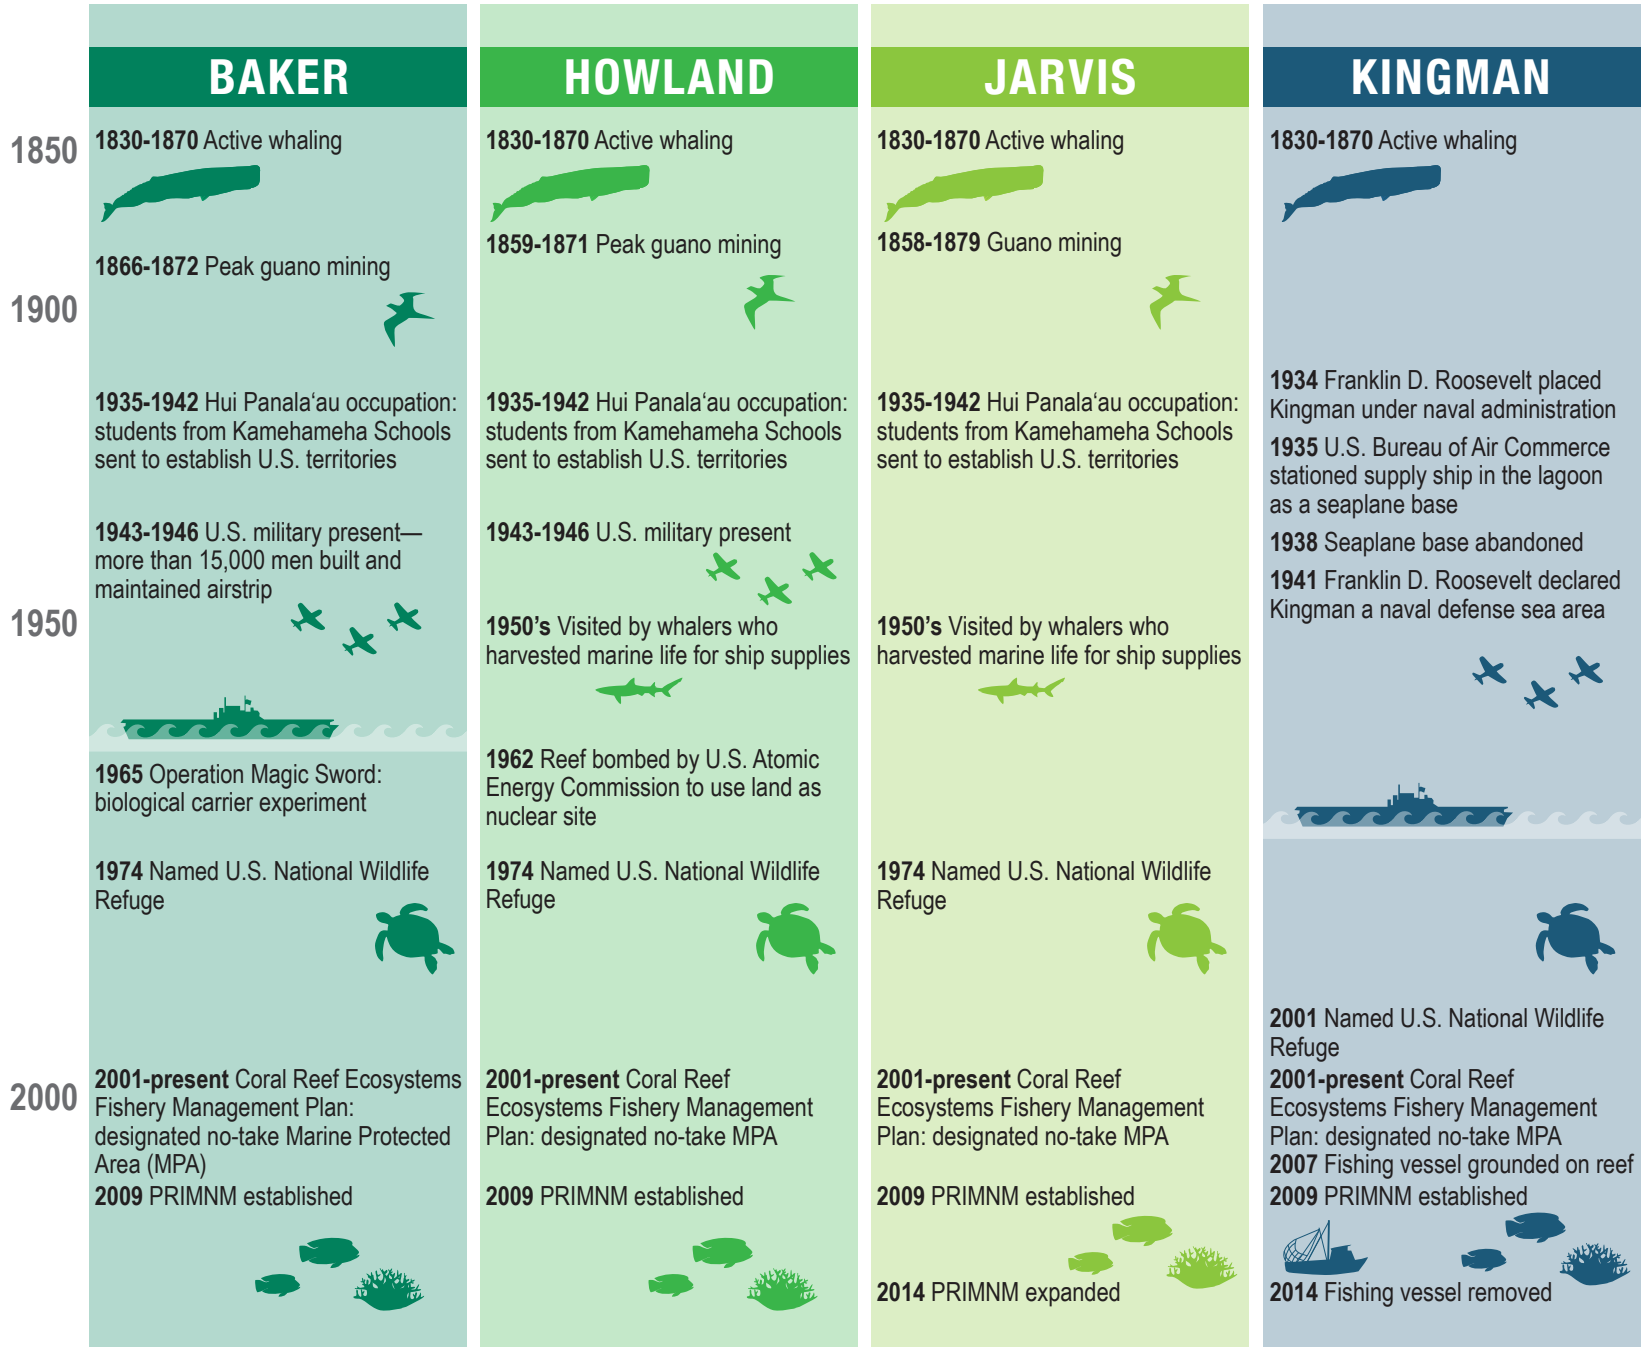 1850
1900
1950
2000
BAKER
1830-1870 Active whaling
1866-1872 Peak guano mining
1935-1942 Hui Panala‘au occupation:
students from Kamehameha Schools
sent to establish U.S. territories
1943-1946 U.S. military present—
more than 15,000 men built and
maintained airstrip
1965 Operation Magic Sword:
biological carrier experiment
1974 Named U.S. National Wildlife
Refuge
2001-present Coral Reef Ecosystems
Fishery Management Plan:
designated no-take Marine Protected
Area (MPA)
2009 PRIMNM established
HOWLAND
1830-1870 Active whaling
1859-1871 Peak guano mining
1935-1942 Hui Panala‘au occupation:
students from Kamehameha Schools
sent to establish U.S. territories
1943-1946 U.S. military present
1950’s Visited by whalers who
harvested marine life for ship supplies
1962 Reef bombed by U.S. Atomic
Energy Commission to use land as
nuclear site
1974 Named U.S. National Wildlife
Refuge
2001-present Coral Reef
Ecosystems Fishery Management
Plan: designated no-take MPA
2009 PRIMNM established
JARVIS
1830-1870 Active whaling
1858-1879 Guano mining
1935-1942 Hui Panala‘au occupation:
students from Kamehameha Schools
sent to establish U.S. territories
1950’s Visited by whalers who
harvested marine life for ship supplies
1974 Named U.S. National Wildlife
Refuge
2001-present Coral Reef
Ecosystems Fishery Management
Plan: designated no-take MPA
2009 PRIMNM established
2014 PRIMNM expanded
KINGMAN
1830-1870 Active whaling
1934 Franklin D. Roosevelt placed
Kingman under naval administration
1935 U.S. Bureau of Air Commerce
stationed supply ship in the lagoon
as a seaplane base
1938 Seaplane base abandoned
1941 Franklin D. Roosevelt declared
Kingman a naval defense sea area
2001 Named U.S. National Wildlife
Refuge
2001-present Coral Reef
Ecosystems Fishery Management
Plan: designated no-take MPA
2007 Fishing vessel grounded on reef
2009 PRIMNM established
2014 Fishing vessel removed